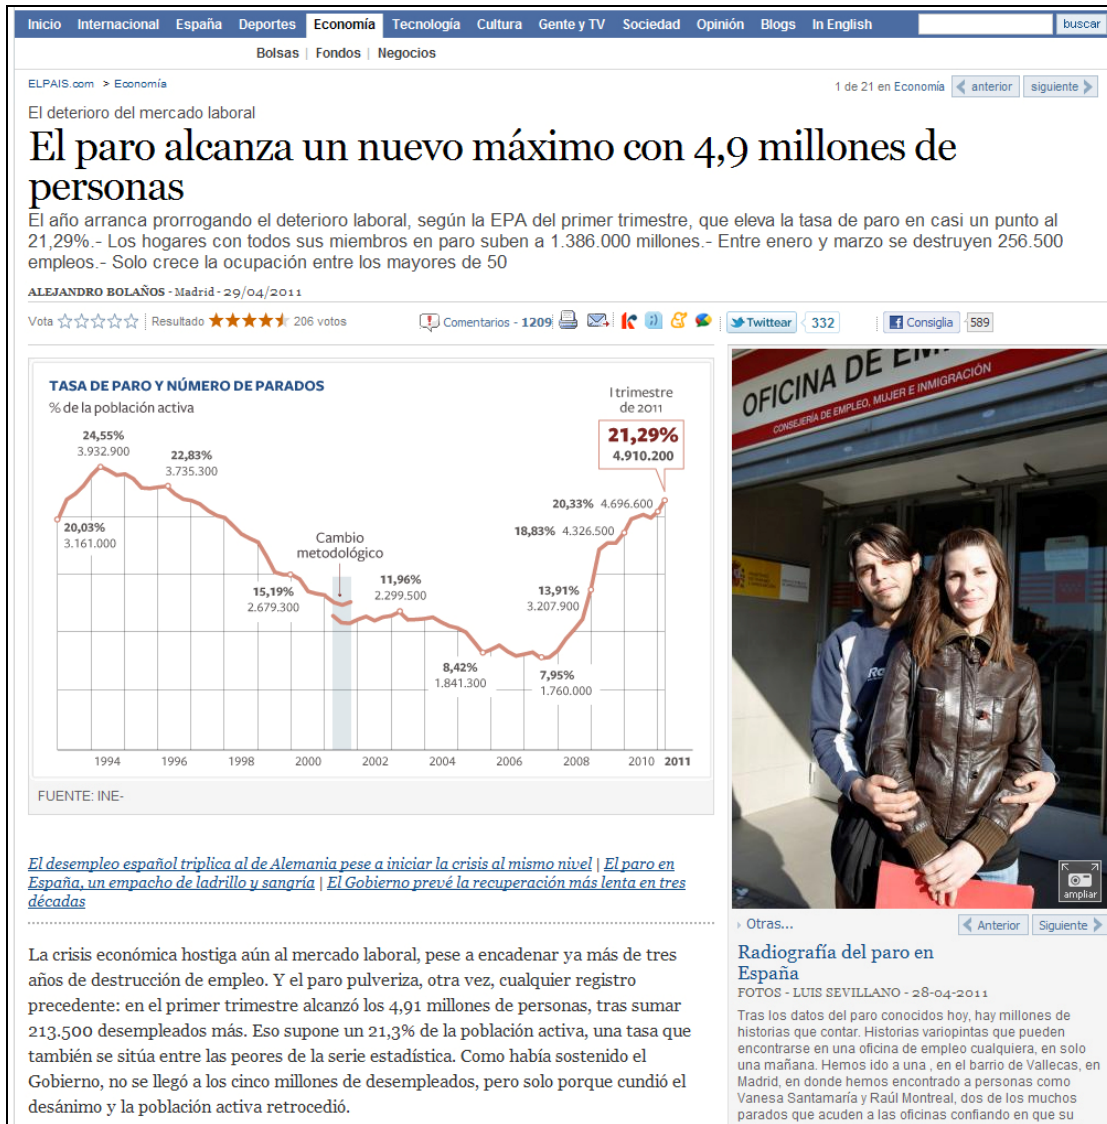 Inicio Internacional España Deportes Economía Tecnología Cultura Gente y TV Sociedad Opinión Blogs In English buscar
Bolsas | Fondos | Negocios
ELPAIS.com > Economía
1 de 21 en Economía anterior siguiente
El deterioro del mercado laboral
El paro alcanza un nuevo máximo con 4,9 millones de
personas
El año arranca prorrogando el deterioro laboral, según la EPA del primer trimestre, que eleva la tasa de paro en casi un punto al
21,29%.- Los hogares con todos sus miembros en paro suben a 1.386.000 millones.- Entre enero y marzo se destruyen 256.500
empleos.- Solo crece la ocupación entre los mayores de 50
ALEJANDRO BOLAÑOS - Madrid - 29/04/2011
Vota Resultado 206 votos Comentarios - 1209 Twittear 332 Consiglia 589
TASA DE PARO Y NÚMERO DE PARADOS
% de la población activa
I trimestre
de 2011
21,29%
4.910.200
24,55%
3.932.900
22,83%
3.735.300
20,33% 4.696.600
18,83% 4.326.500
20,03%
3.161.000
Cambio
metodológico
15,19%
2.679.300
11,96%
2.299.500
13,91%
3.207.900
8,42%
1.841.300
7,95%
1.760.000
1994 1996 1998 2000 2002 2004 2006 2008 2010 2011
FUENTE: INE-
El desempleo español triplica al de Alemania pese a iniciar la crisis al mismo nivel | El paro en
España, un empacho de ladrillo y sangría | El Gobierno prevé la recuperación más lenta en tres
décadas
La crisis económica hostiga aún al mercado laboral, pese a encadenar ya más de tres
años de destrucción de empleo. Y el paro pulveriza, otra vez, cualquier registro
precedente: en el primer trimestre alcanzó los 4,91 millones de personas, tras sumar
213.500 desempleados más. Eso supone un 21,3% de la población activa, una tasa que
también se sitúa entre las peores de la serie estadística. Como había sostenido el
Gobierno, no se llegó a los cinco millones de desempleados, pero solo porque cundió el
desánimo y la población activa retrocedió.
OFICINA DE EM
CONSEJERÍA DE EMPLEO, MUJER E INMIGRACIÓN
ampliar
Otras... Anterior Siguiente
Radiografía del paro en
España
FOTOS - LUIS SEVILLANO - 28-04-2011
Tras los datos del paro conocidos hoy, hay millones de
historias que contar. Historias variopintas que pueden
encontrarse en una oficina de empleo cualquiera, en solo
una mañana. Hemos ido a una , en el barrio de Vallecas, en
Madrid, en donde hemos encontrado a personas como
Vanesa Santamaría y Raúl Montreal, dos de los muchos
parados que acuden a las oficinas confiando en que su